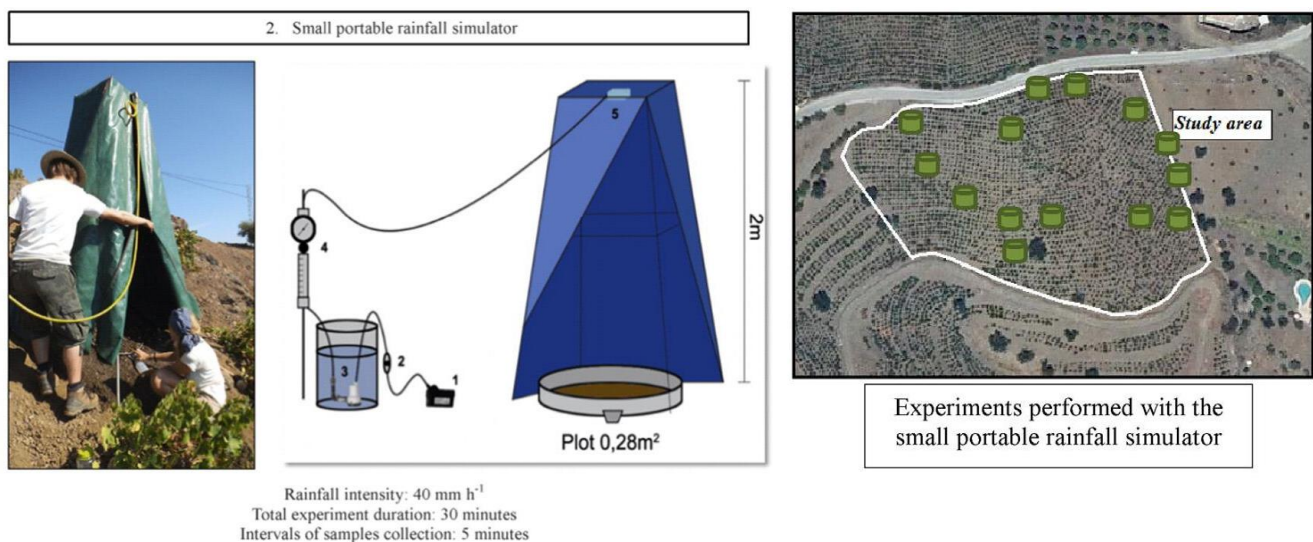 2. Small portable rainfall simulator
5
4
3
2
1
2m
Plot 0,28m²
Rainfall intensity: 40 mm h⁻¹
Total experiment duration: 30 minutes
Intervals of samples collection: 5 minutes
Study area
Experiments performed with the
small portable rainfall simulator